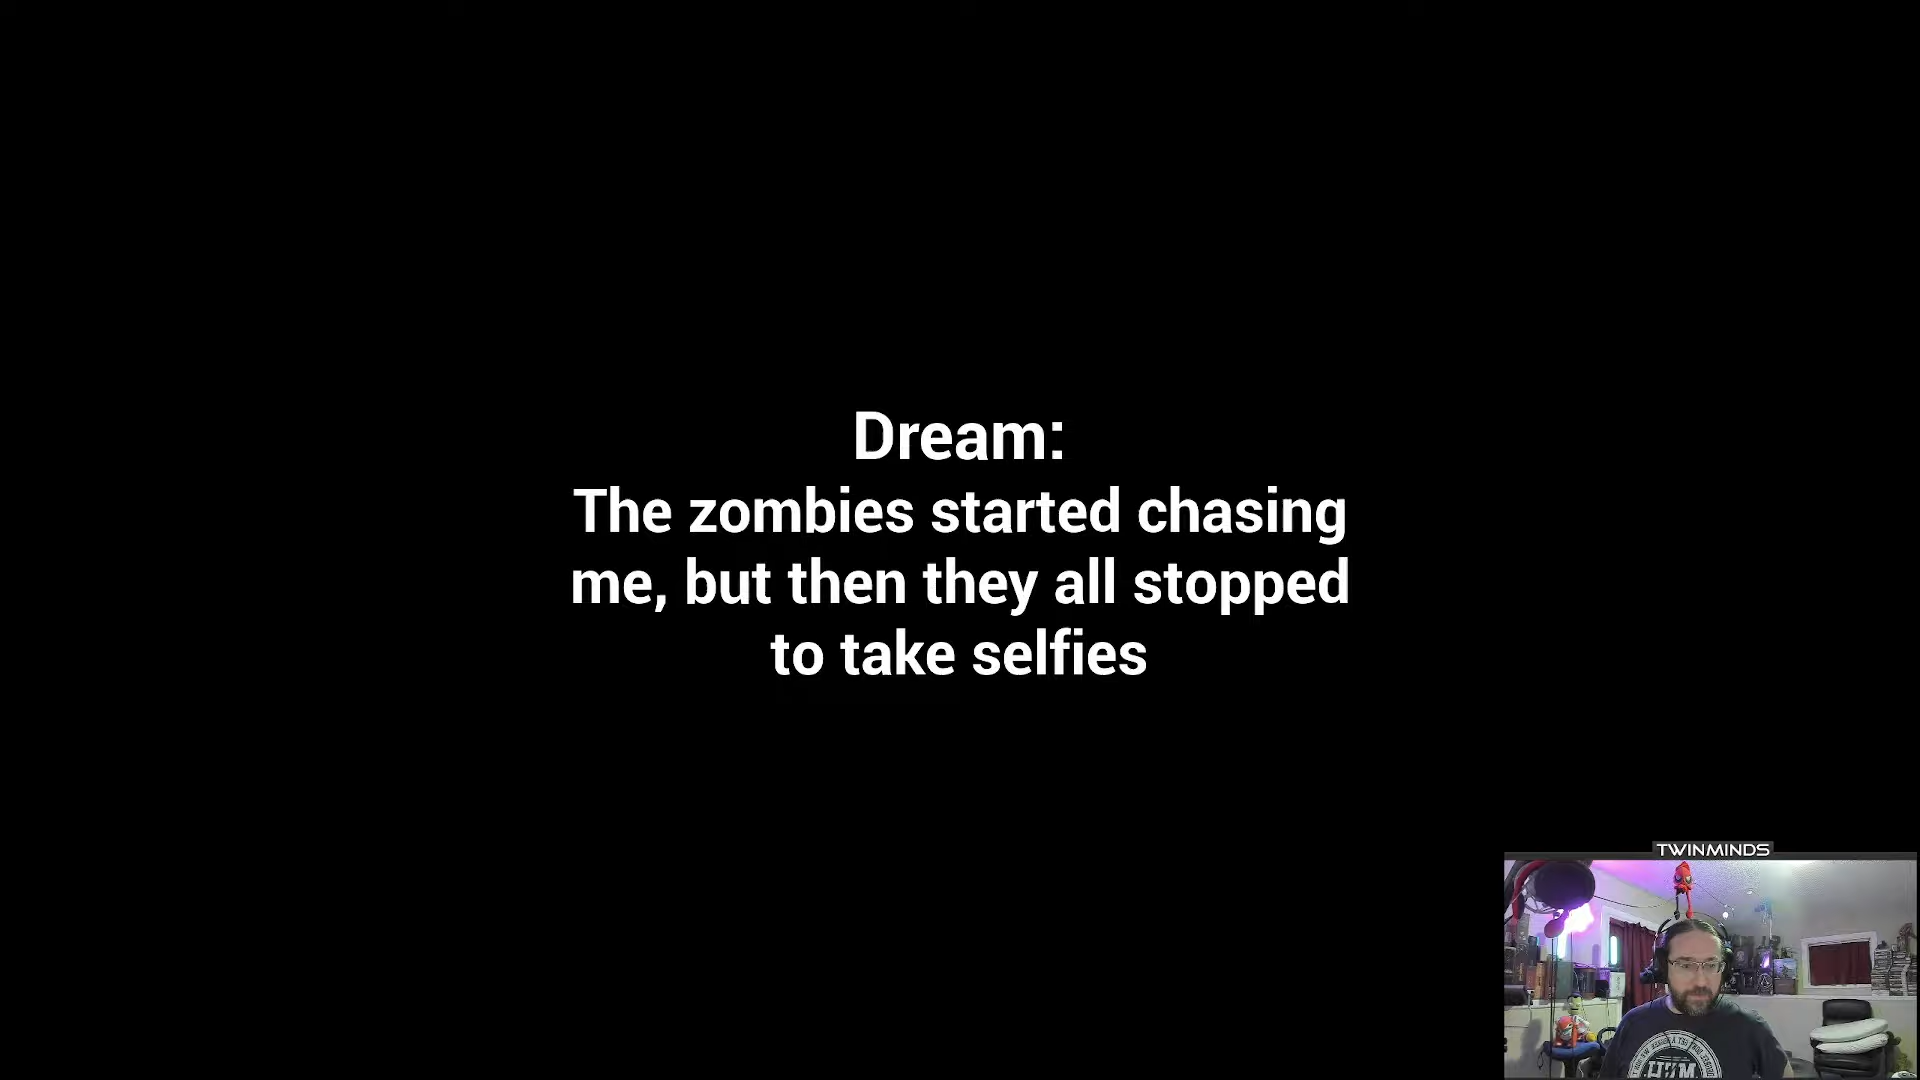 Dream:
The zombies started chasing
me, but then they all stopped
to take selfies
TWINMINDS